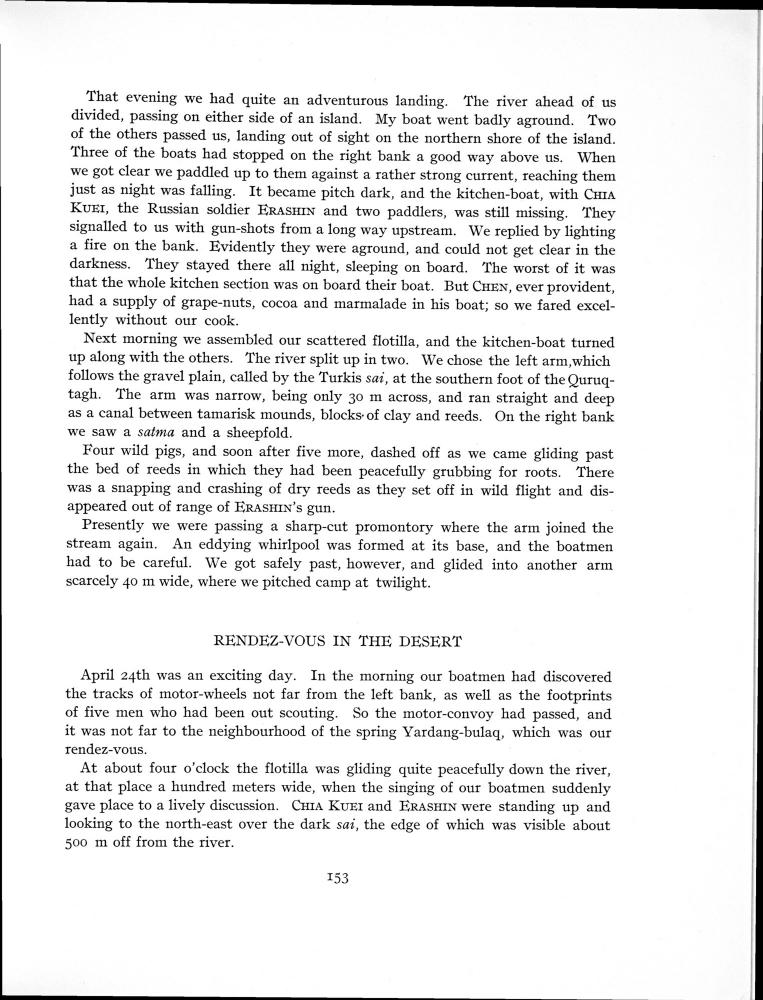 That evening we had quite an adventurous landing. The river ahead of us
divided, passing on either side of an island. My boat went badly aground. Two
of the others passed us, landing out of sight on the northern shore of the island.
Three of the boats had stopped on the right bank a good way above us. When
we got clear we paddled up to them against a rather strong current, reaching them
just as night was falling. It became pitch dark, and the kitchen-boat, with CHIA
KUEI, the Russian soldier ERASHIN and two paddlers, was still missing. They
signalled to us with gun-shots from a long way upstream. We replied by lighting
a fire on the bank. Evidently they were aground, and could not get clear in the
darkness. They stayed there all night, sleeping on board. The worst of it was
that the whole kitchen section was on board their boat. But CHEN, ever provident,
had a supply of grape-nuts, cocoa and marmalade in his boat; so we fared excel-
lently without our cook.
Next morning we assembled our scattered flotilla, and the kitchen-boat turned
up along with the others. The river split up in two. We chose the left arm,which
follows the gravel plain, called by the Turkis sai, at the southern foot of the Quruq-
tagh. The arm was narrow, being only 30 m across, and ran straight and deep
as a canal between tamarisk mounds, blocks of clay and reeds. On the right bank
we saw a satma and a sheepfold.
Four wild pigs, and soon after five more, dashed off as we came gliding past
the bed of reeds in which they had been peacefully grubbing for roots. There
was a snapping and crashing of dry reeds as they set off in wild flight and dis-
appeared out of range of ERASHIN's gun.
Presently we were passing a sharp-cut promontory where the arm joined the
stream again. An eddying whirlpool was formed at its base, and the boatmen
had to be careful. We got safely past, however, and glided into another arm
scarcely 40 m wide, where we pitched camp at twilight.
RENDEZ-VOUS IN THE DESERT
April 24th was an exciting day. In the morning our boatmen had discovered
the tracks of motor-wheels not far from the left bank, as well as the footprints
of five men who had been out scouting. So the motor-convoy had passed, and
it was not far to the neighbourhood of the spring Yardang-bulaq, which was our
rendez-vous.
At about four o'clock the flotilla was gliding quite peacefully down the river,
at that place a hundred meters wide, when the singing of our boatmen suddenly
gave place to a lively discussion. CHIA KUEI and ERASHIN were standing up and
looking to the north-east over the dark sai, the edge of which was visible about
500 m off from the river.
153